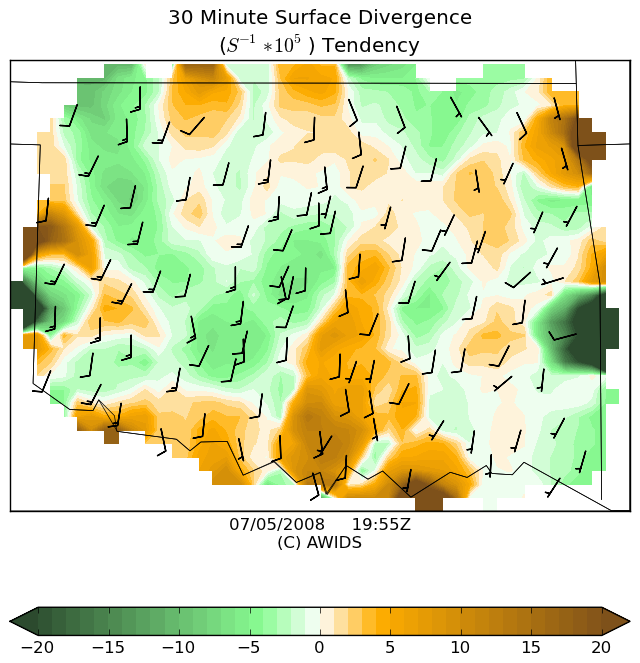 30 Minute Surface Divergence
(S⁻¹ *10⁵ ) Tendency
07/05/2008 19:55Z
(C) AWIDS
−20 −15 −10 −5 0 5 10 15 20